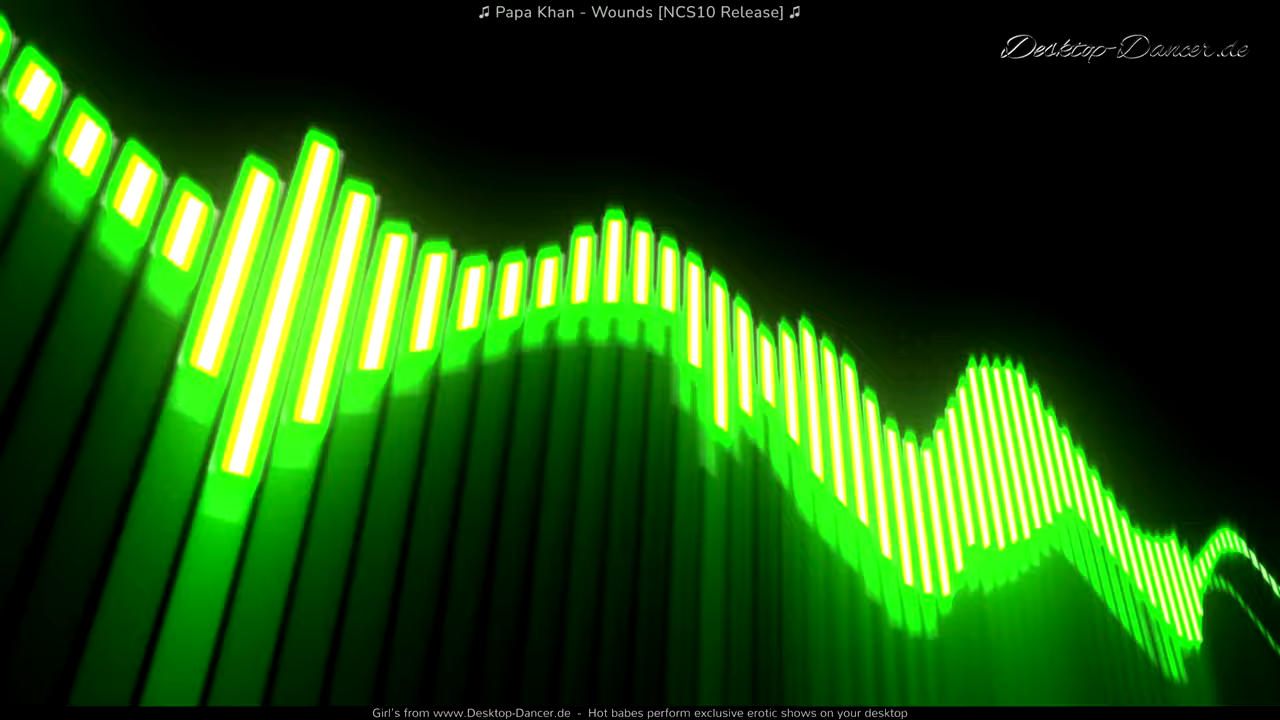 ♫ Papa Khan - Wounds [NCS10 Release] ♫
Desktop-Dancer.de
Girl's from www.Desktop-Dancer.de - Hot babes perform exclusive erotic shows on your desktop